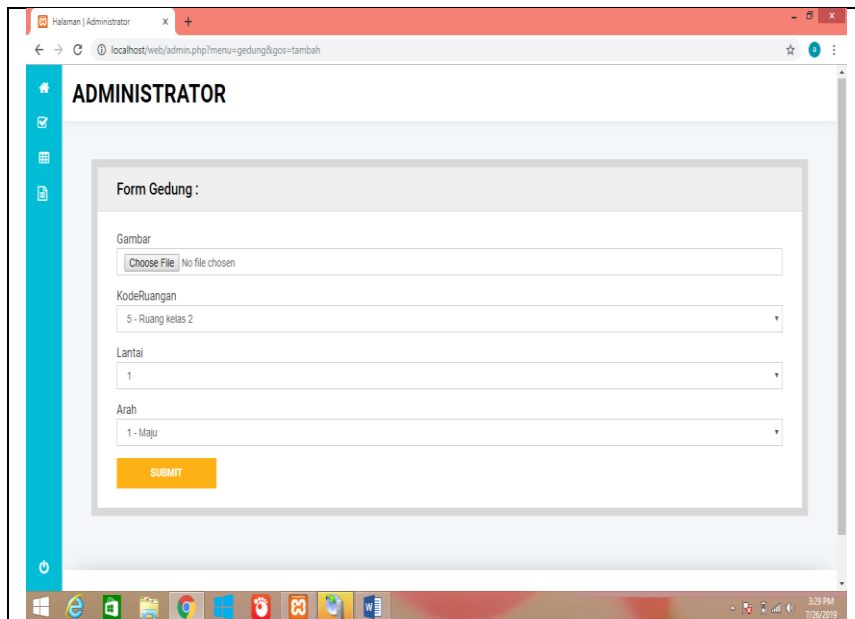 Halaman | Administrator
localhost/web/admin.php?menu=gedung&gos=tambah
a
ADMINISTRATOR
Form Gedung :
Gambar
Choose File No file chosen
KodeRuangan
5 - Ruang kelas 2
Lantai
1
Arah
1 - Maju
SUBMIT
3:29 PM
7/26/2019